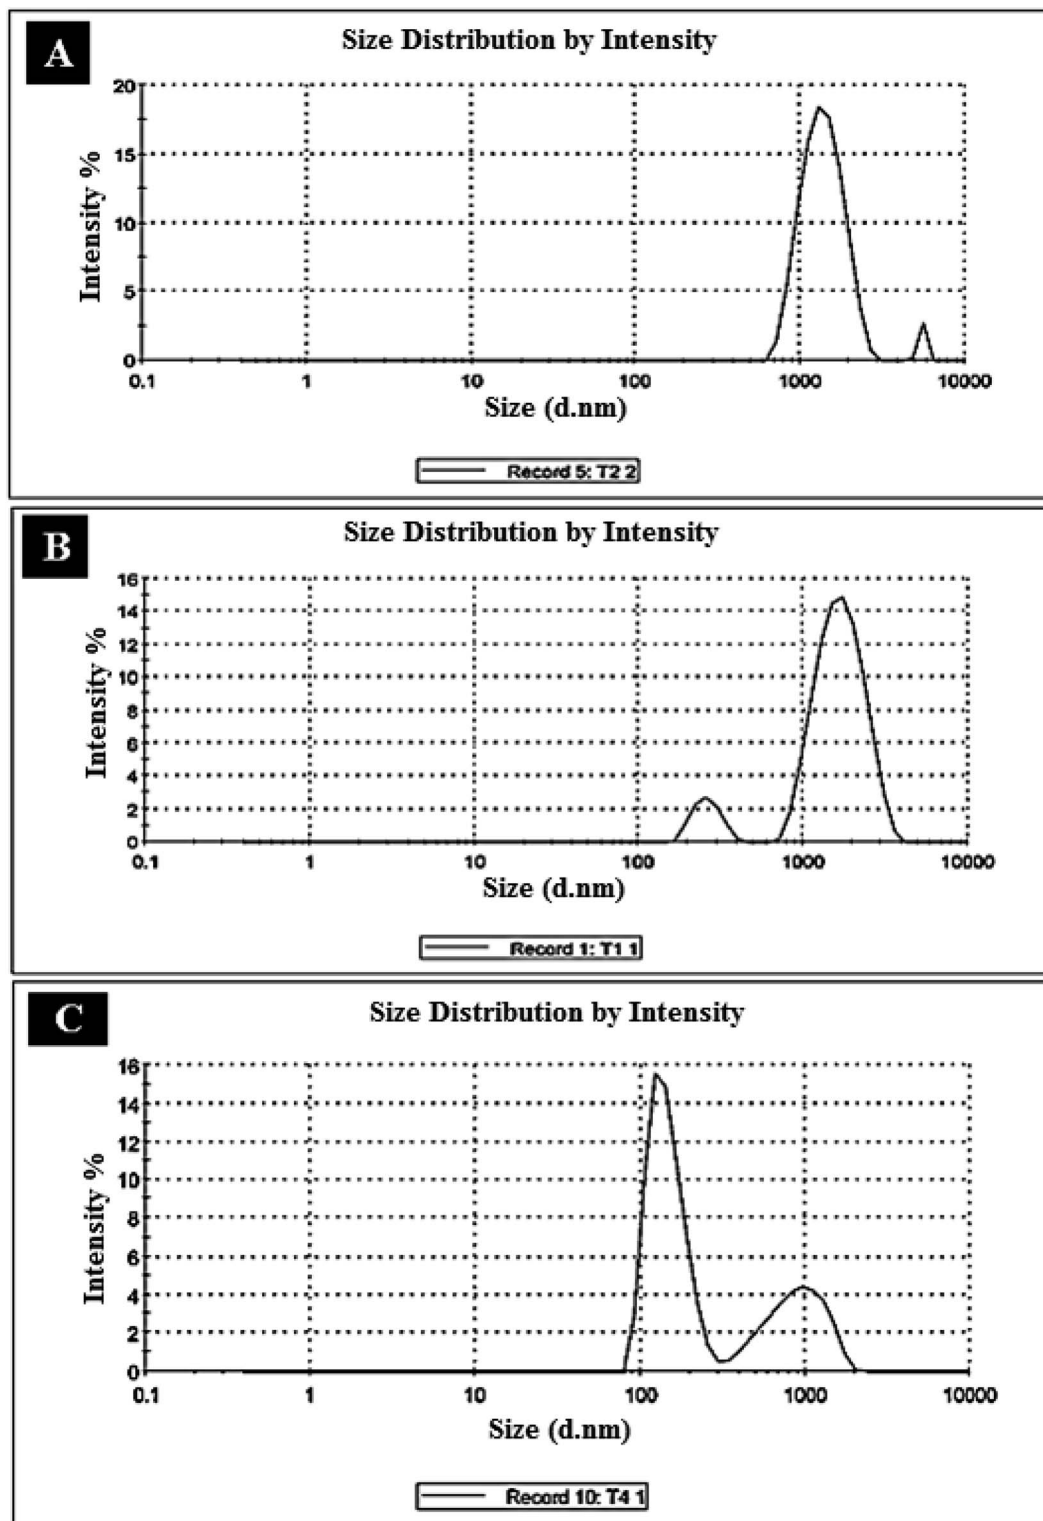 A
Size Distribution by Intensity
Intensity %
20
15
10
5
0
0.1 1 10 100 1000 10000
Size (d.nm)
Record 5: T2 2
B
Size Distribution by Intensity
Intensity %
16
14
12
10
8
6
4
2
0
0.1 1 10 100 1000 10000
Size (d.nm)
Record 1: T1 1
C
Size Distribution by Intensity
Intensity %
16
14
12
10
8
6
4
2
0
0.1 1 10 100 1000 10000
Size (d.nm)
Record 10: T4 1